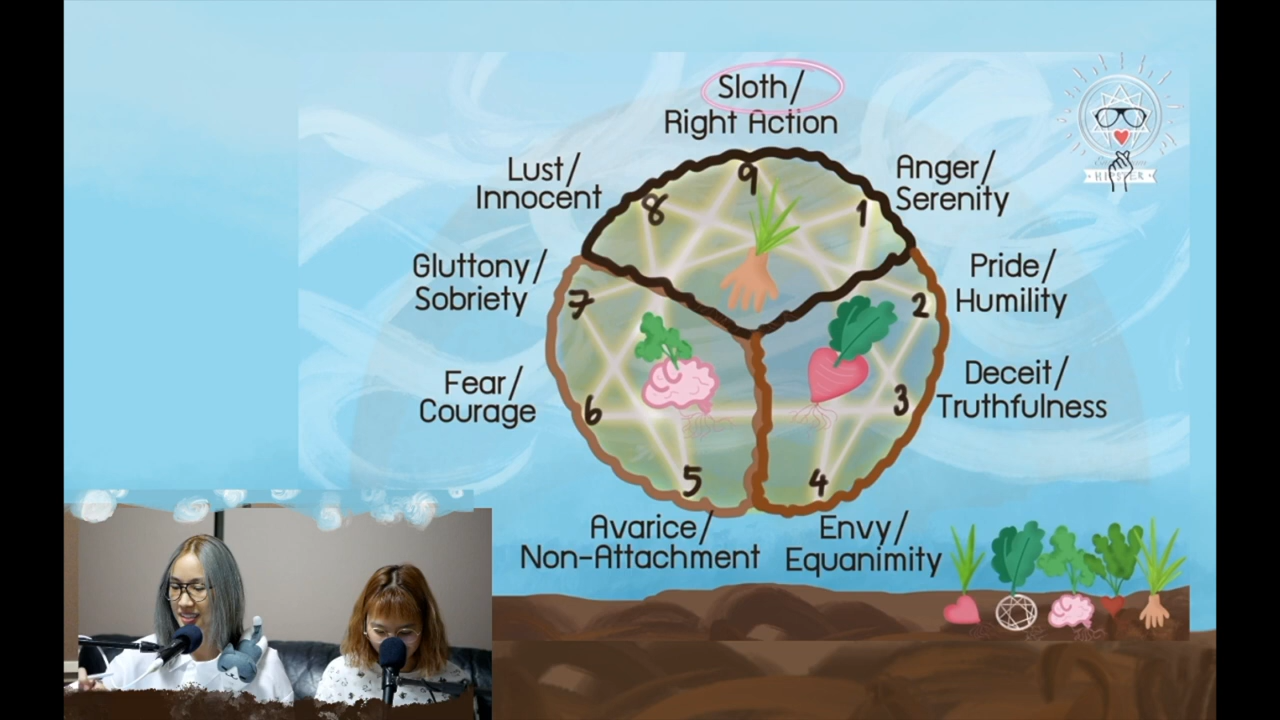 Sloth/
Right Action
Lust/
Innocent
Anger/
Serenity
Gluttony/
Sobriety
Pride/
Humility
Fear/
Courage
Deceit/
Truthfulness
Avarice/
Non-Attachment
Envy/
Equanimity
9
8
1
7
2
6
3
5
4
HIPSTER